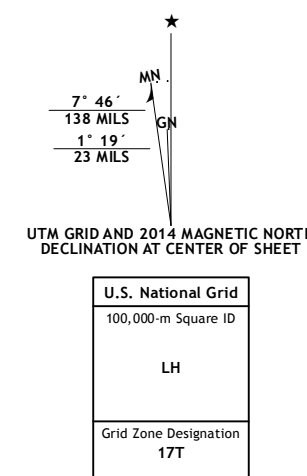 ★
MN
GN
7° 46´
138 MILS
1° 19´
23 MILS
UTM GRID AND 2014 MAGNETIC NORTH
DECLINATION AT CENTER OF SHEET
U.S. National Grid
100,000-m Square ID
LH
Grid Zone Designation
17T